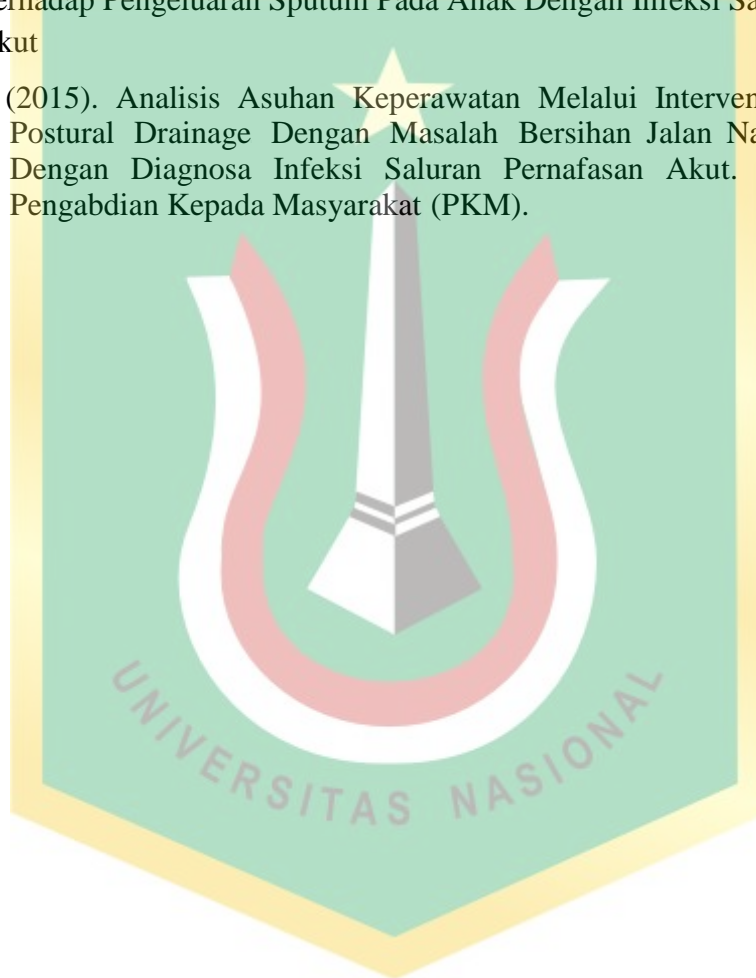 erhadap Pengeluaran Sputum Pada Anak Dengan Infeksi Sa
kut
(2015). Analisis Asuhan Keperawatan Melalui Interven
Postural Drainage Dengan Masalah Bersihan Jalan Na
Dengan Diagnosa Infeksi Saluran Pernafasan Akut.
Pengabdian Kepada Masyarakat (PKM).
UNIVERSITAS NASIONAL